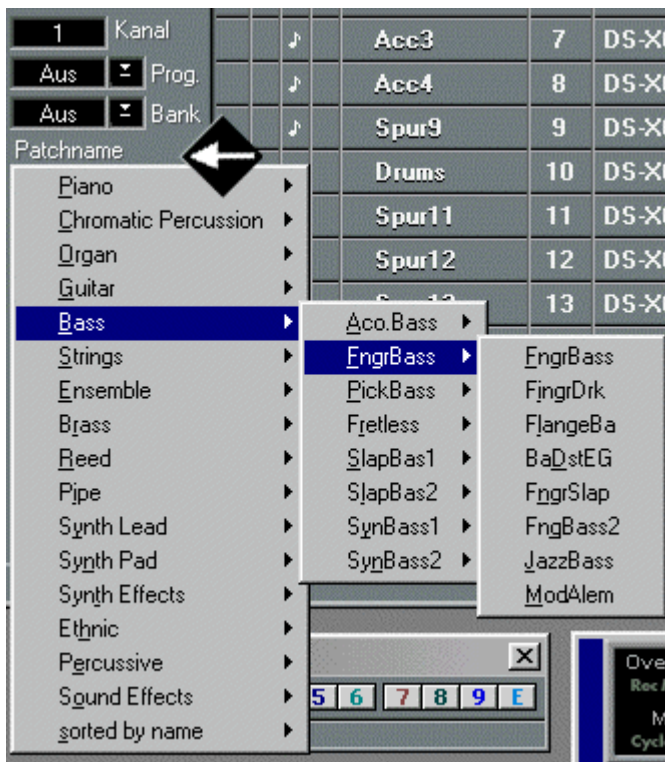 1 Kanal
Aus Prog.
Aus Bank
Patchname
Acc3 7 DS-X
Acc4 8 DS-X
Spur9 9 DS-X
Drums 10 DS-X
Spur11 11 DS-X
Spur12 12 DS-X
13 DS-X
Piano
Chromatic Percussion
Organ
Guitar
Bass
Strings
Ensemble
Brass
Reed
Pipe
Synth Lead
Synth Pad
Synth Effects
Ethnic
Percussive
Sound Effects
sorted by name
Aco.Bass
FngrBass
PickBass
Fretless
SlapBas1
SlapBas2
SynBass1
SynBass2
FngrBass
FingrDrk
FlangeBa
BaDstEG
FngrSlap
FngBass2
JazzBass
ModAlem
5 6 7 8 9 E
Ove
Rec
M
Cycl